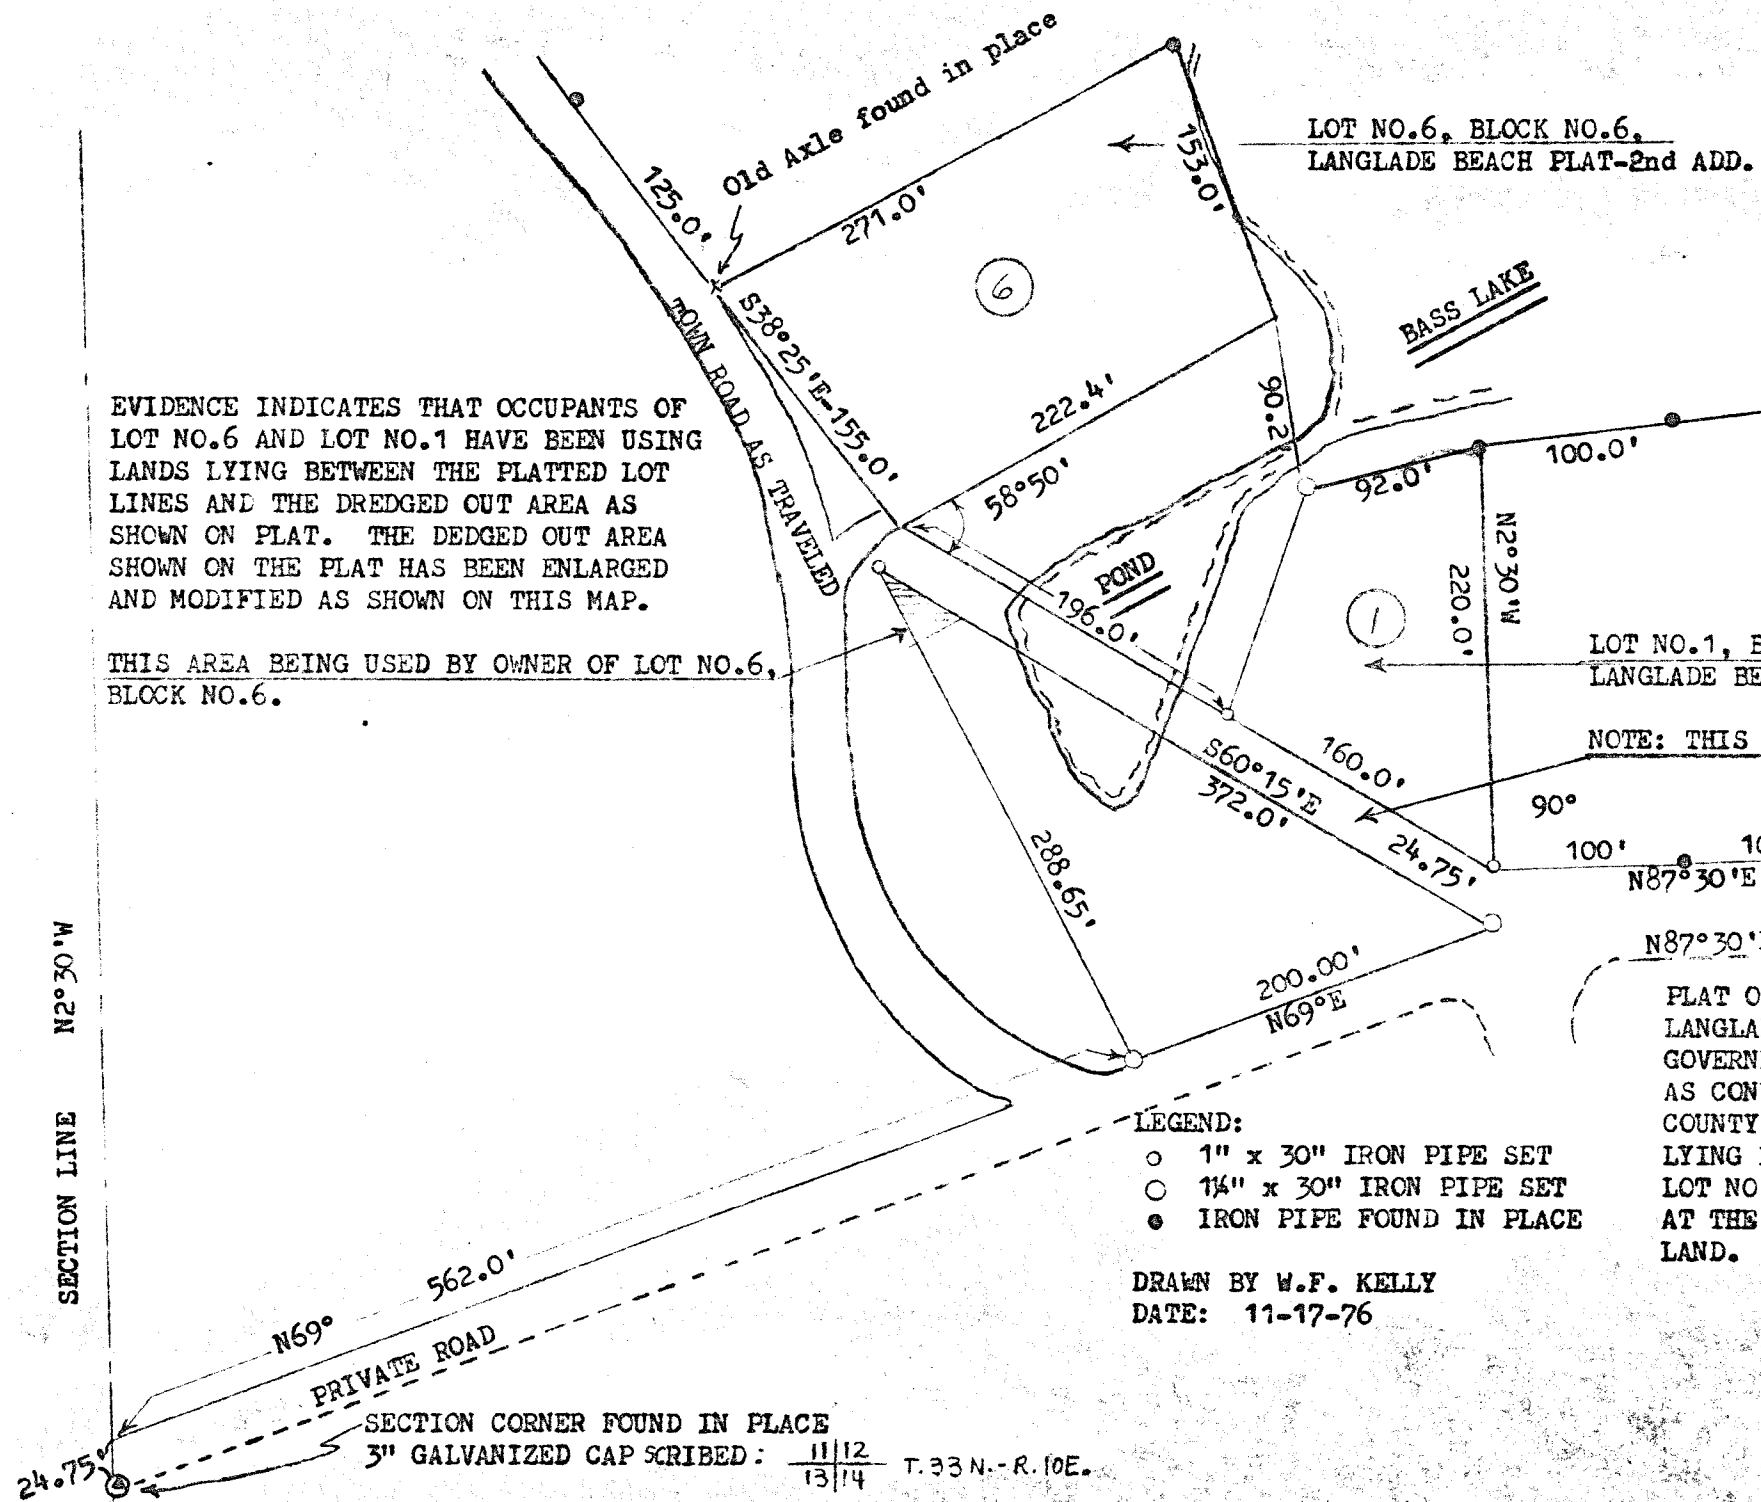 Old Axle found in place
LOT NO.6, BLOCK NO.6,
LANGLADE BEACH PLAT-2nd ADD.
125.0'
271.0'
153.0'
6
BASS LAKE
S38°25'E-155.0'
TOWN ROAD AS TRAVELED
222.4'
90.2'
58°50'
92.0'
100.0'
EVIDENCE INDICATES THAT OCCUPANTS OF
LOT NO.6 AND LOT NO.1 HAVE BEEN USING
LANDS LYING BETWEEN THE PLATTED LOT
LINES AND THE DREDGED OUT AREA AS
SHOWN ON PLAT. THE DEDGED OUT AREA
SHOWN ON THE PLAT HAS BEEN ENLARGED
AND MODIFIED AS SHOWN ON THIS MAP.
THIS AREA BEING USED BY OWNER OF LOT NO.6,
BLOCK NO.6.
POND
196.0'
N2°30'W
220.0'
1
LOT NO.1, B
LANGLADE BE
NOTE: THIS
S60°15'E
372.0'
160.0'
24.75'
90°
100'
10
N87°30'E
288.65'
200.00'
N69°E
N87°30'
PLAT O
LANGLA
GOVERN
AS CON
COUNTY
LYING
LOT NO
AT THE
LAND.
LEGEND:
1" x 30" IRON PIPE SET
1¼" x 30" IRON PIPE SET
IRON PIPE FOUND IN PLACE
DRAWN BY W.F. KELLY
DATE: 11-17-76
SECTION LINE N2°30'W
N69° 562.0'
PRIVATE ROAD
24.75'
SECTION CORNER FOUND IN PLACE
3" GALVANIZED CAP SCRIBED: 11|12 T.33N.-R.10E.
13|14